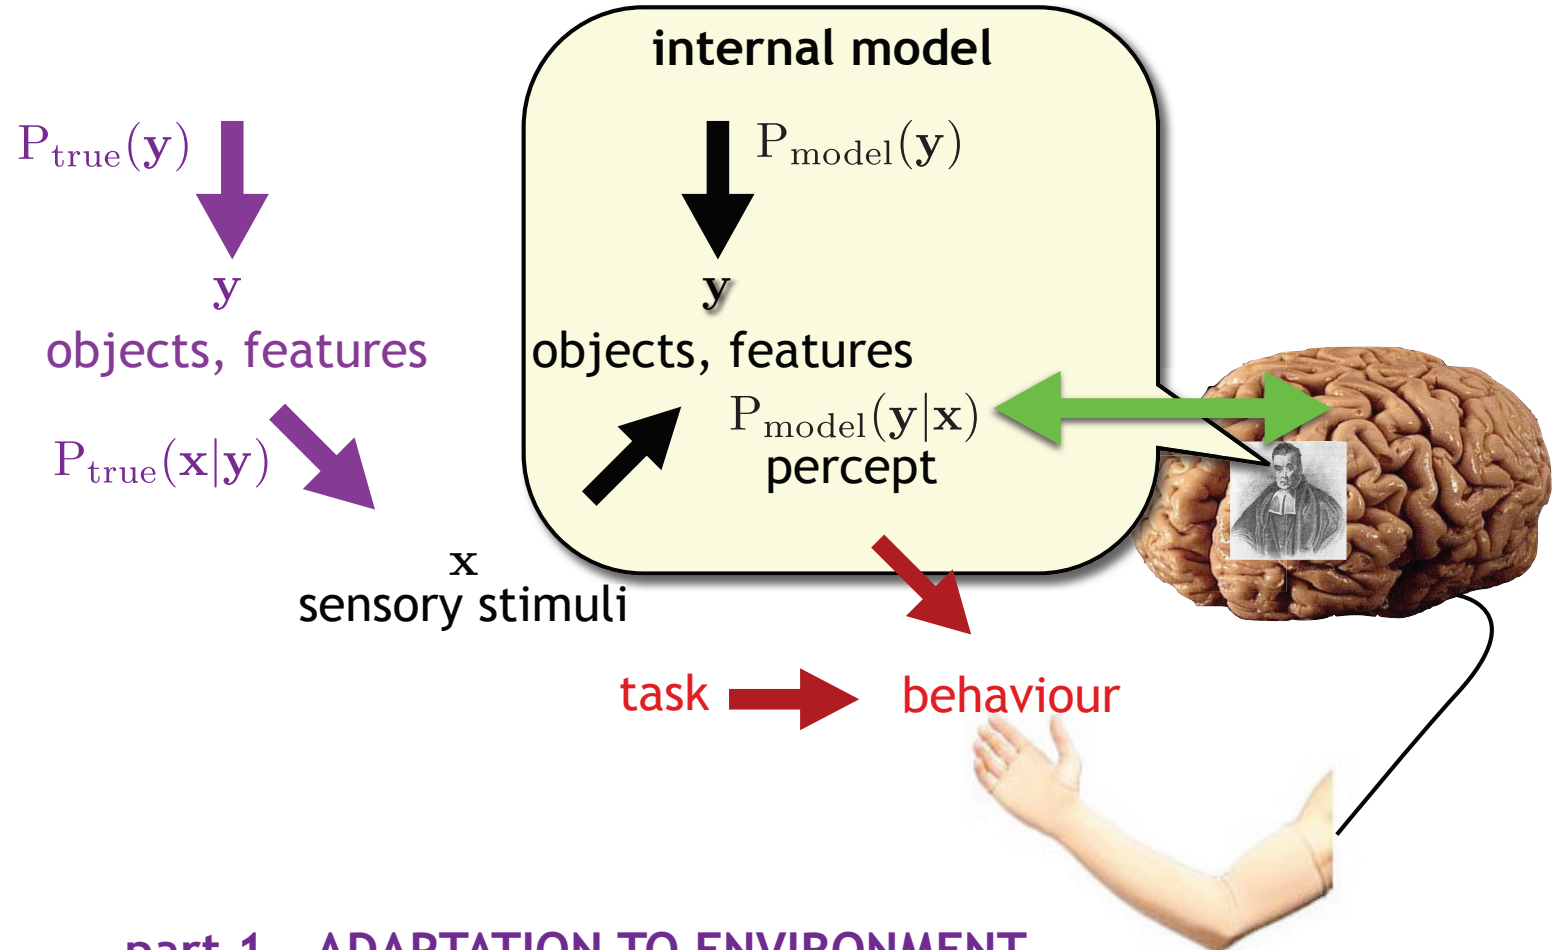 internal model
P_true(y)
P_model(y)
y
y
objects, features
objects, features
P_model(y|x)
P_true(x|y)
percept
x
sensory stimuli
task
behaviour
part 1 ADAPTATION TO ENVIRONMENT